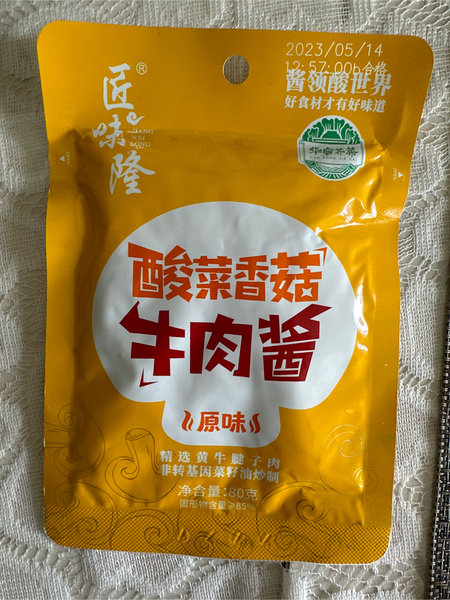 2023/05/14
12:57:00b合格
酱领酸世界
好食材才有好味道
匠味隆®
JIANG
WEI
LONG
华容芥菜
酸菜香菇
牛肉酱
原味
精选黄牛腱子肉
非转基因菜籽油炒制
净含量:80克
固形物含量≥85%